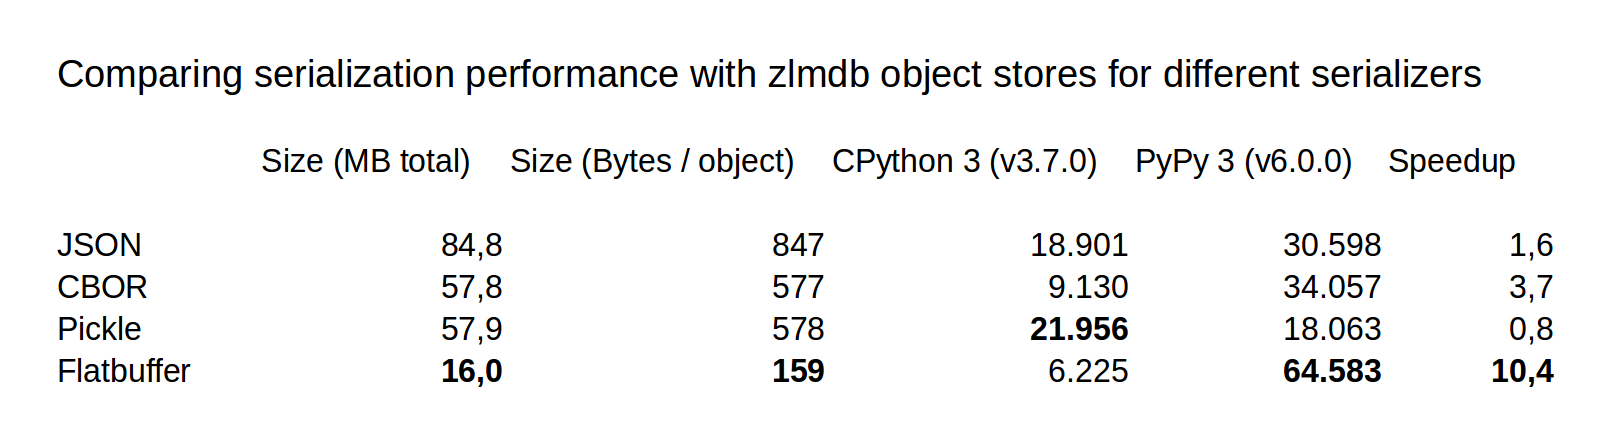 Comparing serialization performance with zlmdb object stores for different serializers
Size (MB total) Size (Bytes / object) CPython 3 (v3.7.0) PyPy 3 (v6.0.0) Speedup
JSON 84,8 847 18.901 30.598 1,6
CBOR 57,8 577 9.130 34.057 3,7
Pickle 57,9 578 21.956 18.063 0,8
Flatbuffer 16,0 159 6.225 64.583 10,4